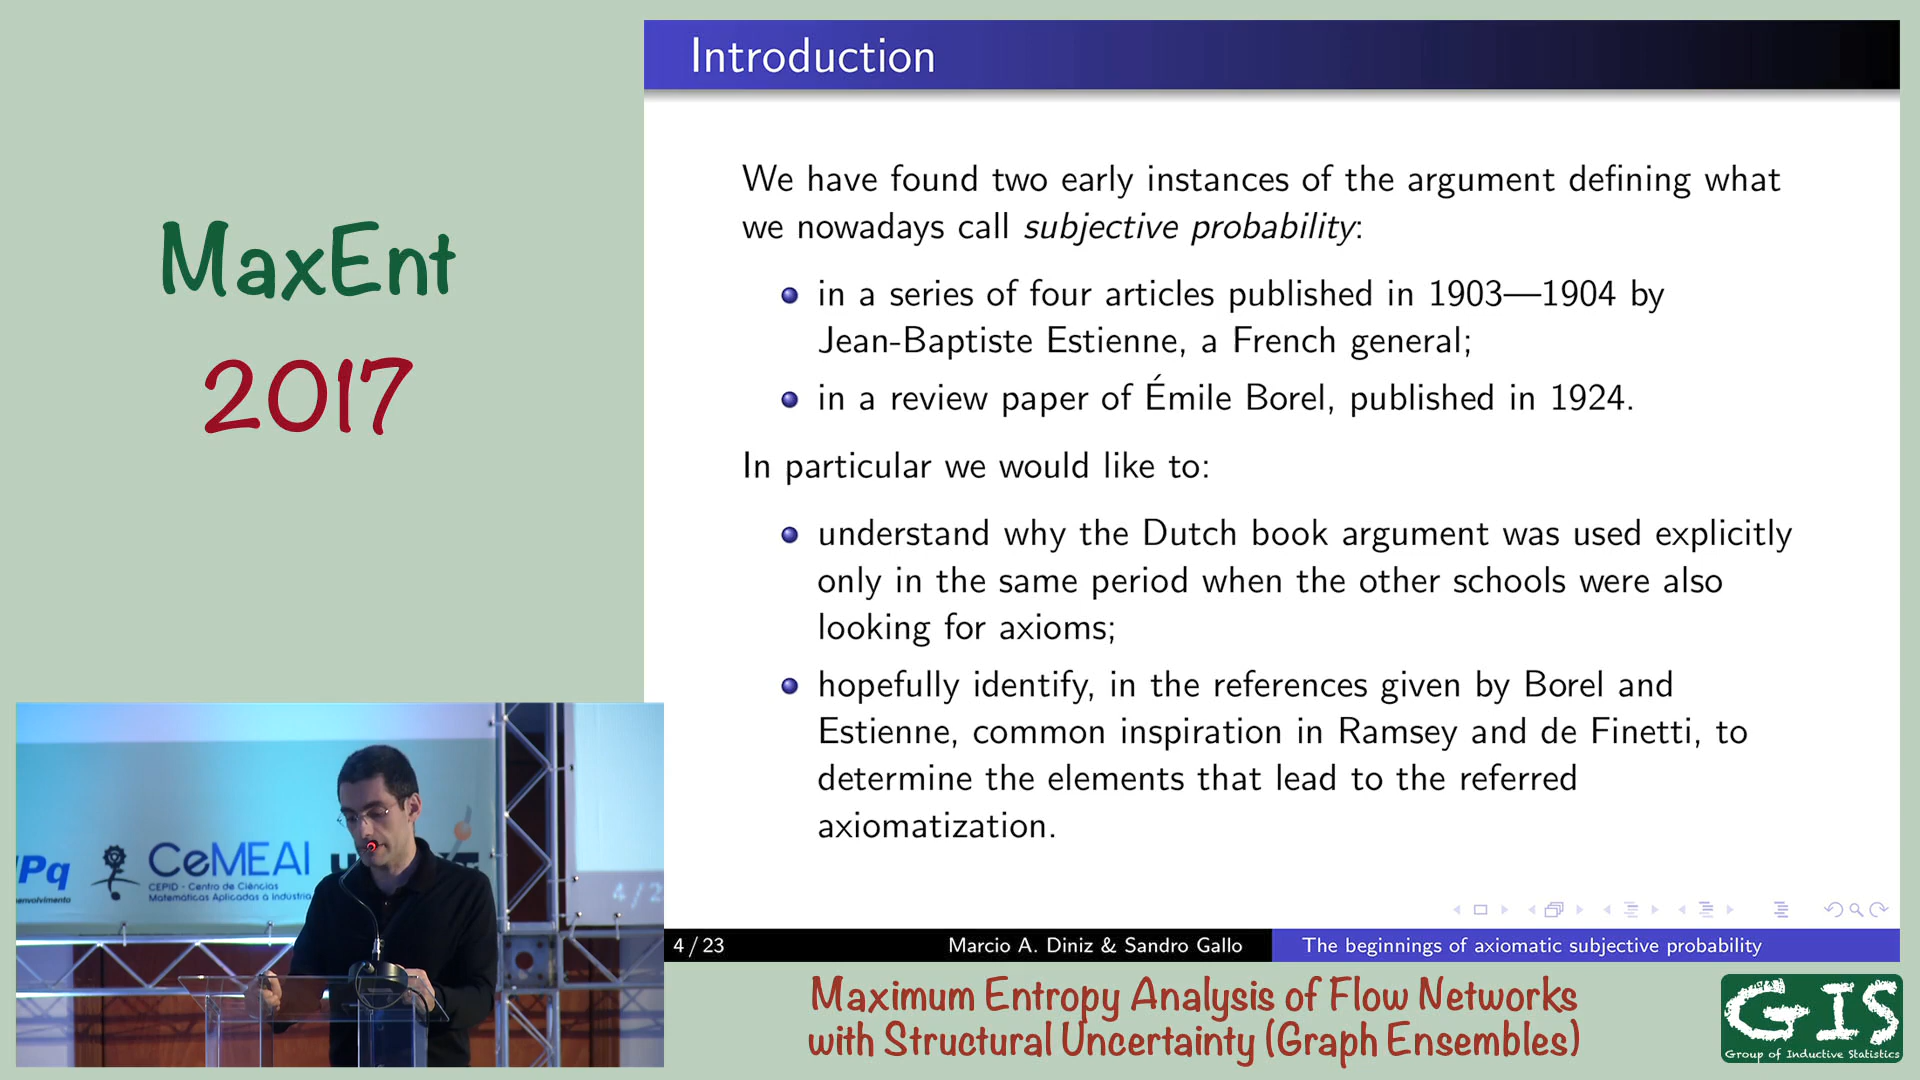 Introduction
We have found two early instances of the argument defining what
we nowadays call subjective probability:
in a series of four articles published in 1903—1904 by
Jean-Baptiste Estienne, a French general;
in a review paper of Émile Borel, published in 1924.
In particular we would like to:
understand why the Dutch book argument was used explicitly
only in the same period when the other schools were also
looking for axioms;
hopefully identify, in the references given by Borel and
Estienne, common inspiration in Ramsey and de Finetti, to
determine the elements that lead to the referred
axiomatization.
4 / 23
Marcio A. Diniz & Sandro Gallo
The beginnings of axiomatic subjective probability
MaxEnt
2017
Pq
CeMEAI
CEPID - Centro de Ciências
Matemáticas Aplicadas à Indústria
4/2
Maximum Entropy Analysis of Flow Networks
with Structural Uncertainty (Graph Ensembles)
GIS
Group of Inductive Statistics